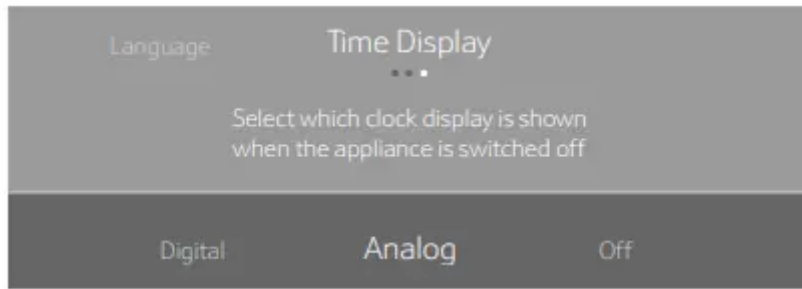 Language Time Display
Select which clock display is shown
when the appliance is switched off
Digital Analog Off